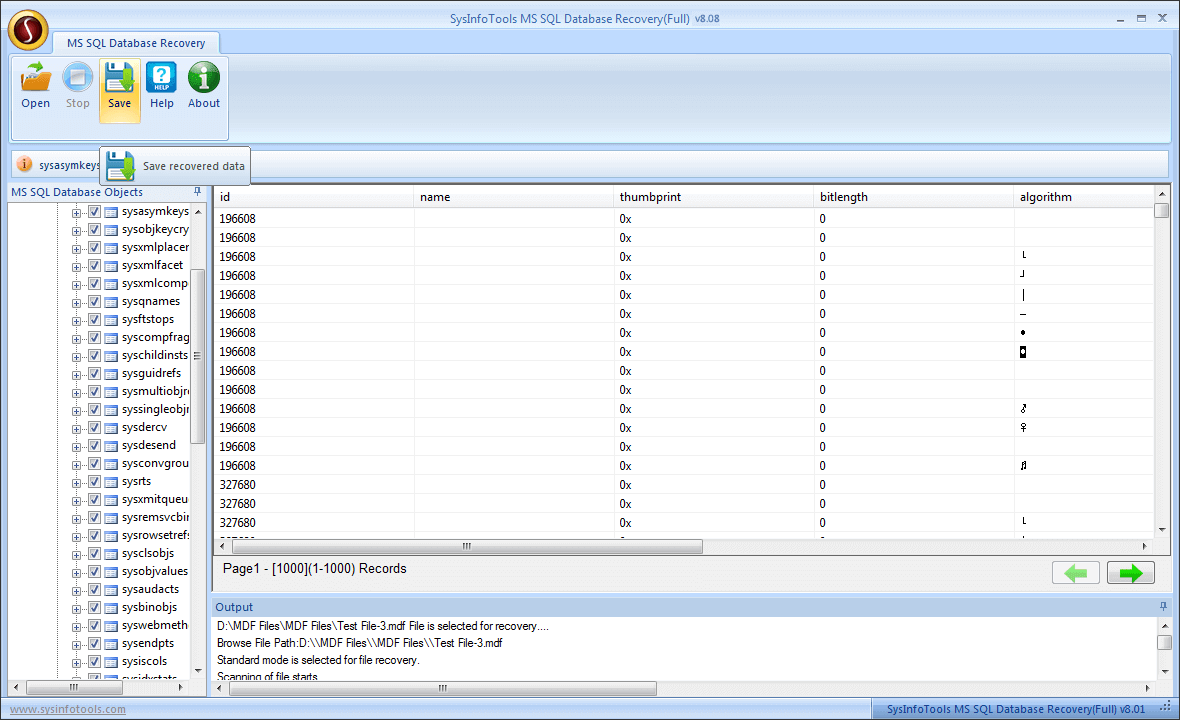 SysInfoTools MS SQL Database Recovery(Full) v8.08
MS SQL Database Recovery
Open Stop Save Help About
HELP
sysasymkeys
Save recovered data
MS SQL Database Objects
sysasymkeys
sysobjkeycry
sysxmlplacer
sysxmlfacet
sysxmlcomp
sysqnames
sysftstops
syscompfrag
syschildinsts
sysguidrefs
sysmultiobjr
syssingleobjr
sysdercv
sysdesend
sysconvgrou
sysrts
sysxmitqueu
sysremsvcbin
sysrowsetrefs
sysclsobjs
sysobjvalues
sysaudacts
sysbinobjs
syswebmeth
sysendpts
sysiscols
sysidxstats
id name thumbprint bitlength algorithm
196608 0x 0
196608 0x 0
196608 0x 0 └
196608 0x 0 ┘
196608 0x 0 |
196608 0x 0 –
196608 0x 0 •
196608 0x 0 ◘
196608 0x 0
196608 0x 0
196608 0x 0 ♂
196608 0x 0 ♀
196608 0x 0
196608 0x 0 ♫
327680 0x 0
327680 0x 0
327680 0x 0 └
Page1 - [1000](1-1000) Records
Output
D:\MDF Files\MDF Files\Test File-3.mdf File is selected for recovery....
Browse File Path:D:\\MDF Files\\MDF Files\\Test File-3.mdf
Standard mode is selected for file recovery.
Scanning of file starts
www.sysinfotools.com
SysInfoTools MS SQL Database Recovery(Full) v8.01